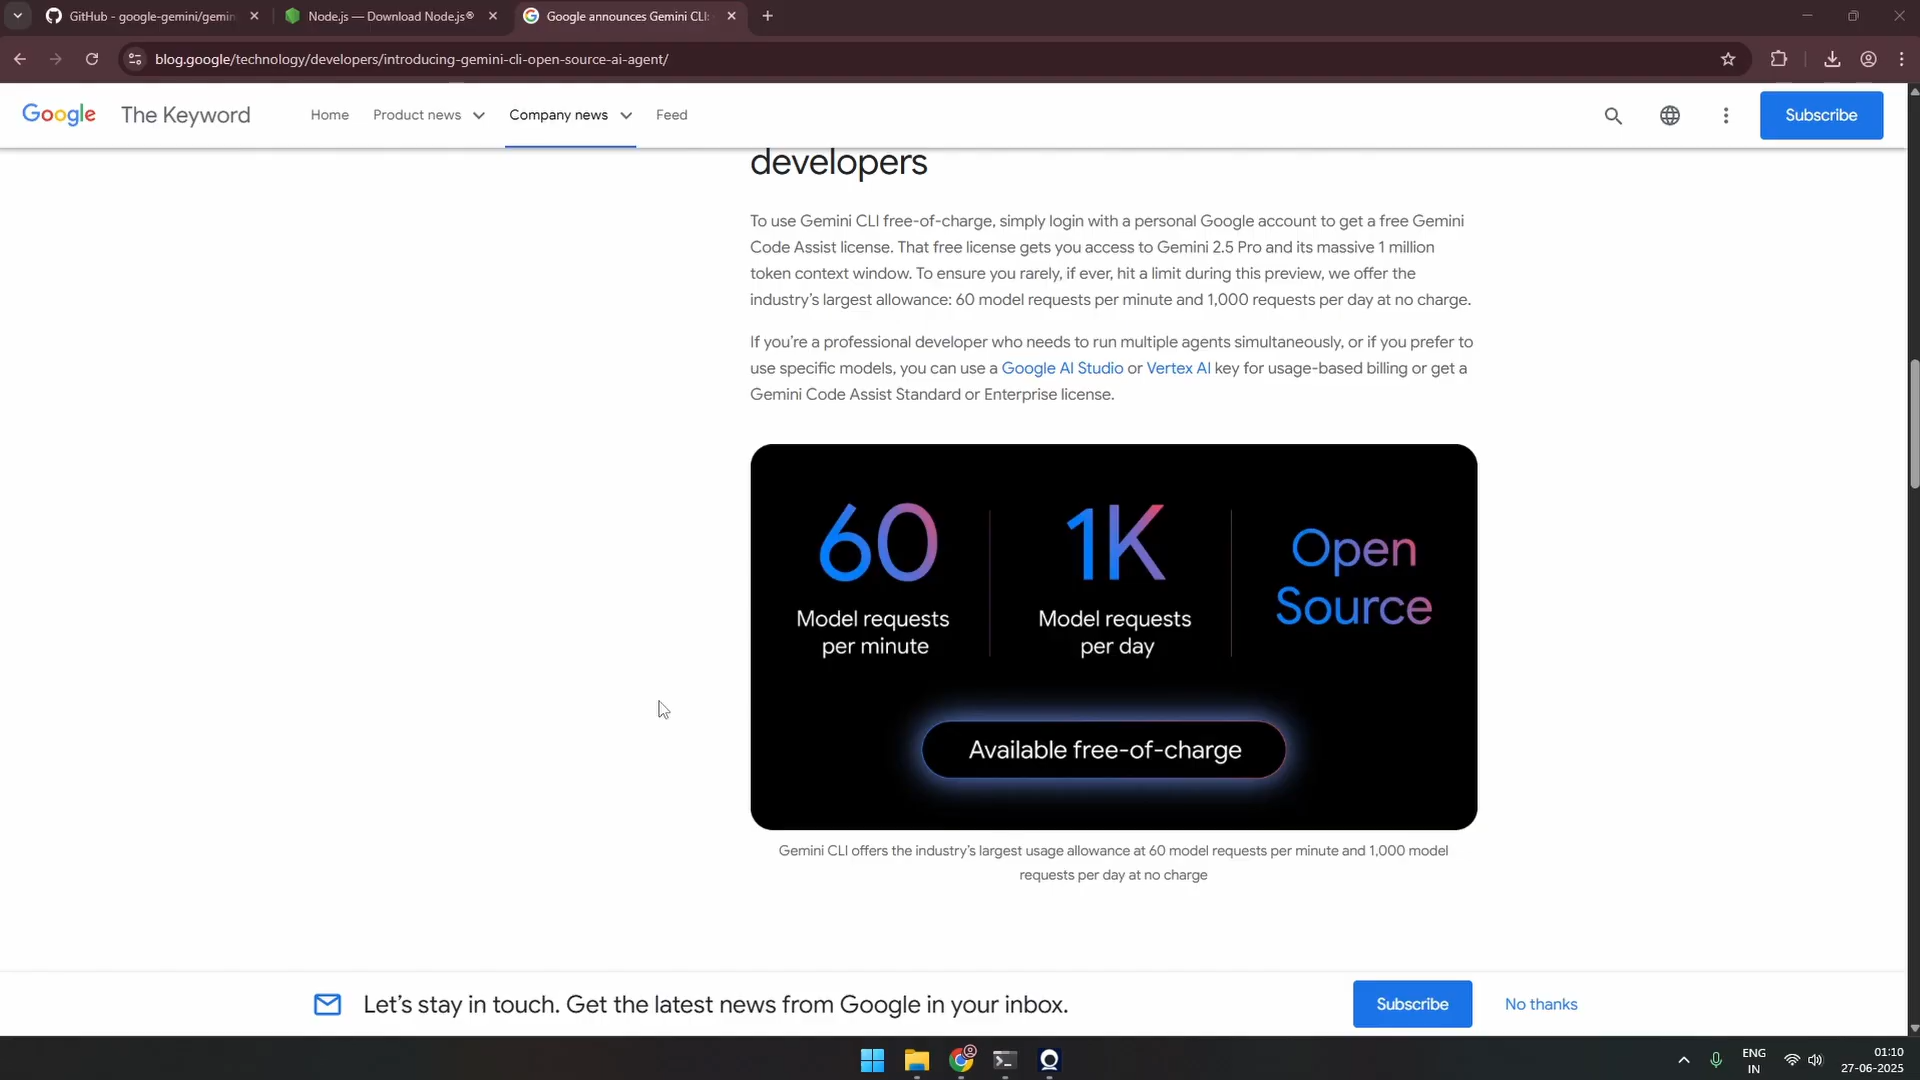 GitHub - google-gemini/gemin
Node.js — Download Node.js®
Google announces Gemini CLI:
blog.google/technology/developers/introducing-gemini-cli-open-source-ai-agent/
Google The Keyword
Home
Product news
Company news
Feed
Subscribe
developers
To use Gemini CLI free-of-charge, simply login with a personal Google account to get a free Gemini
Code Assist license. That free license gets you access to Gemini 2.5 Pro and its massive 1 million
token context window. To ensure you rarely, if ever, hit a limit during this preview, we offer the
industry’s largest allowance: 60 model requests per minute and 1,000 requests per day at no charge.
If you’re a professional developer who needs to run multiple agents simultaneously, or if you prefer to
use specific models, you can use a Google AI Studio or Vertex AI key for usage-based billing or get a
Gemini Code Assist Standard or Enterprise license.
60
Model requests
per minute
1K
Model requests
per day
Open
Source
Available free-of-charge
Gemini CLI offers the industry’s largest usage allowance at 60 model requests per minute and 1,000 model
requests per day at no charge
Let’s stay in touch. Get the latest news from Google in your inbox.
Subscribe
No thanks
ENG
IN
01:10
27-06-2025